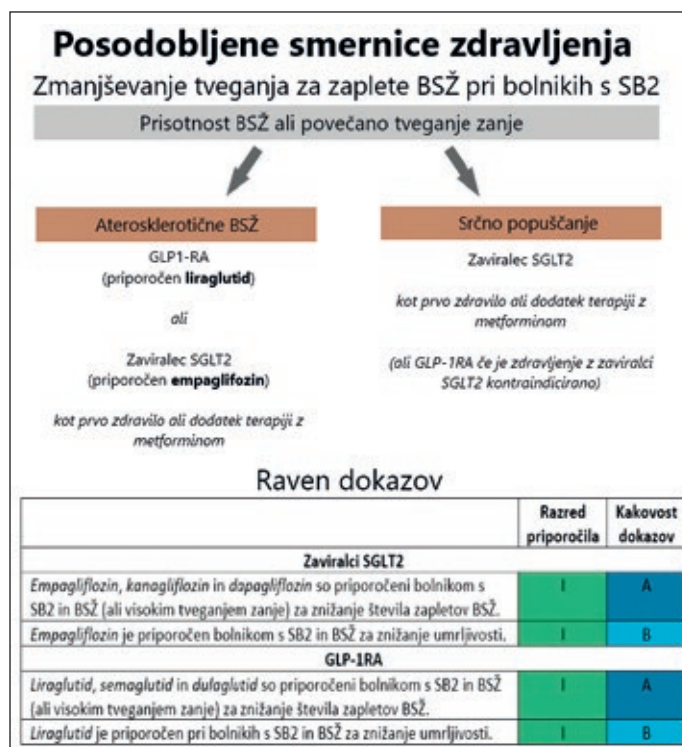 Posodobljene smernice zdravljenja
Zmanjševanje tveganja za zaplete BSŽ pri bolnikih s SB2
Prisotnost BSŽ ali povečano tveganje zanje
Aterosklerotične BSŽ
GLP1-RA
(priporočen liraglutid)
ali
Zaviralec SGLT2
(priporočen empaglifozin)
kot prvo zdravilo ali dodatek terapiji z
metforminom
Srčno popuščanje
Zaviralec SGLT2
kot prvo zdravilo ali dodatek terapiji z
metforminom
(ali GLP-1RA če je zdravljenje z zaviralci
SGLT2 kontraindicirano)
Raven dokazov
Razred
priporočila
Kakovost
dokazov
Zaviralci SGLT2
Empagliflozin, kanagliflozin in dapagliflozin so priporočeni bolnikom s
SB2 in BSŽ (ali visokim tveganjem zanje) za znižanje števila zapletov BSŽ.
I
A
Empagliflozin je priporočen bolnikom s SB2 in BSŽ za znižanje umrljivosti.
I
B
GLP-1RA
Liraglutid, semaglutid in dulaglutid so priporočeni bolnikom s SB2 in BSŽ
(ali visokim tveganjem zanje) za znižanje števila zapletov BSŽ.
I
A
Liraglutid je priporočen pri bolnikih s SB2 in BSŽ za znižanje umrljivosti.
I
B